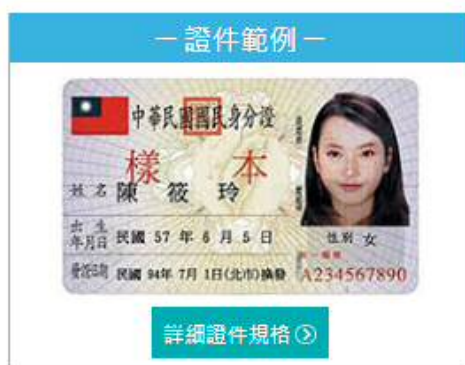 — 證件範例 —
中華民國國民身分證
樣 本
姓名 陳 筱 玲
出生年月日 民國 57 年 6 月 5 日
性別 女
發證日期 民國 94年 7月 1日(北市)換發
A234567890
詳細證件規格